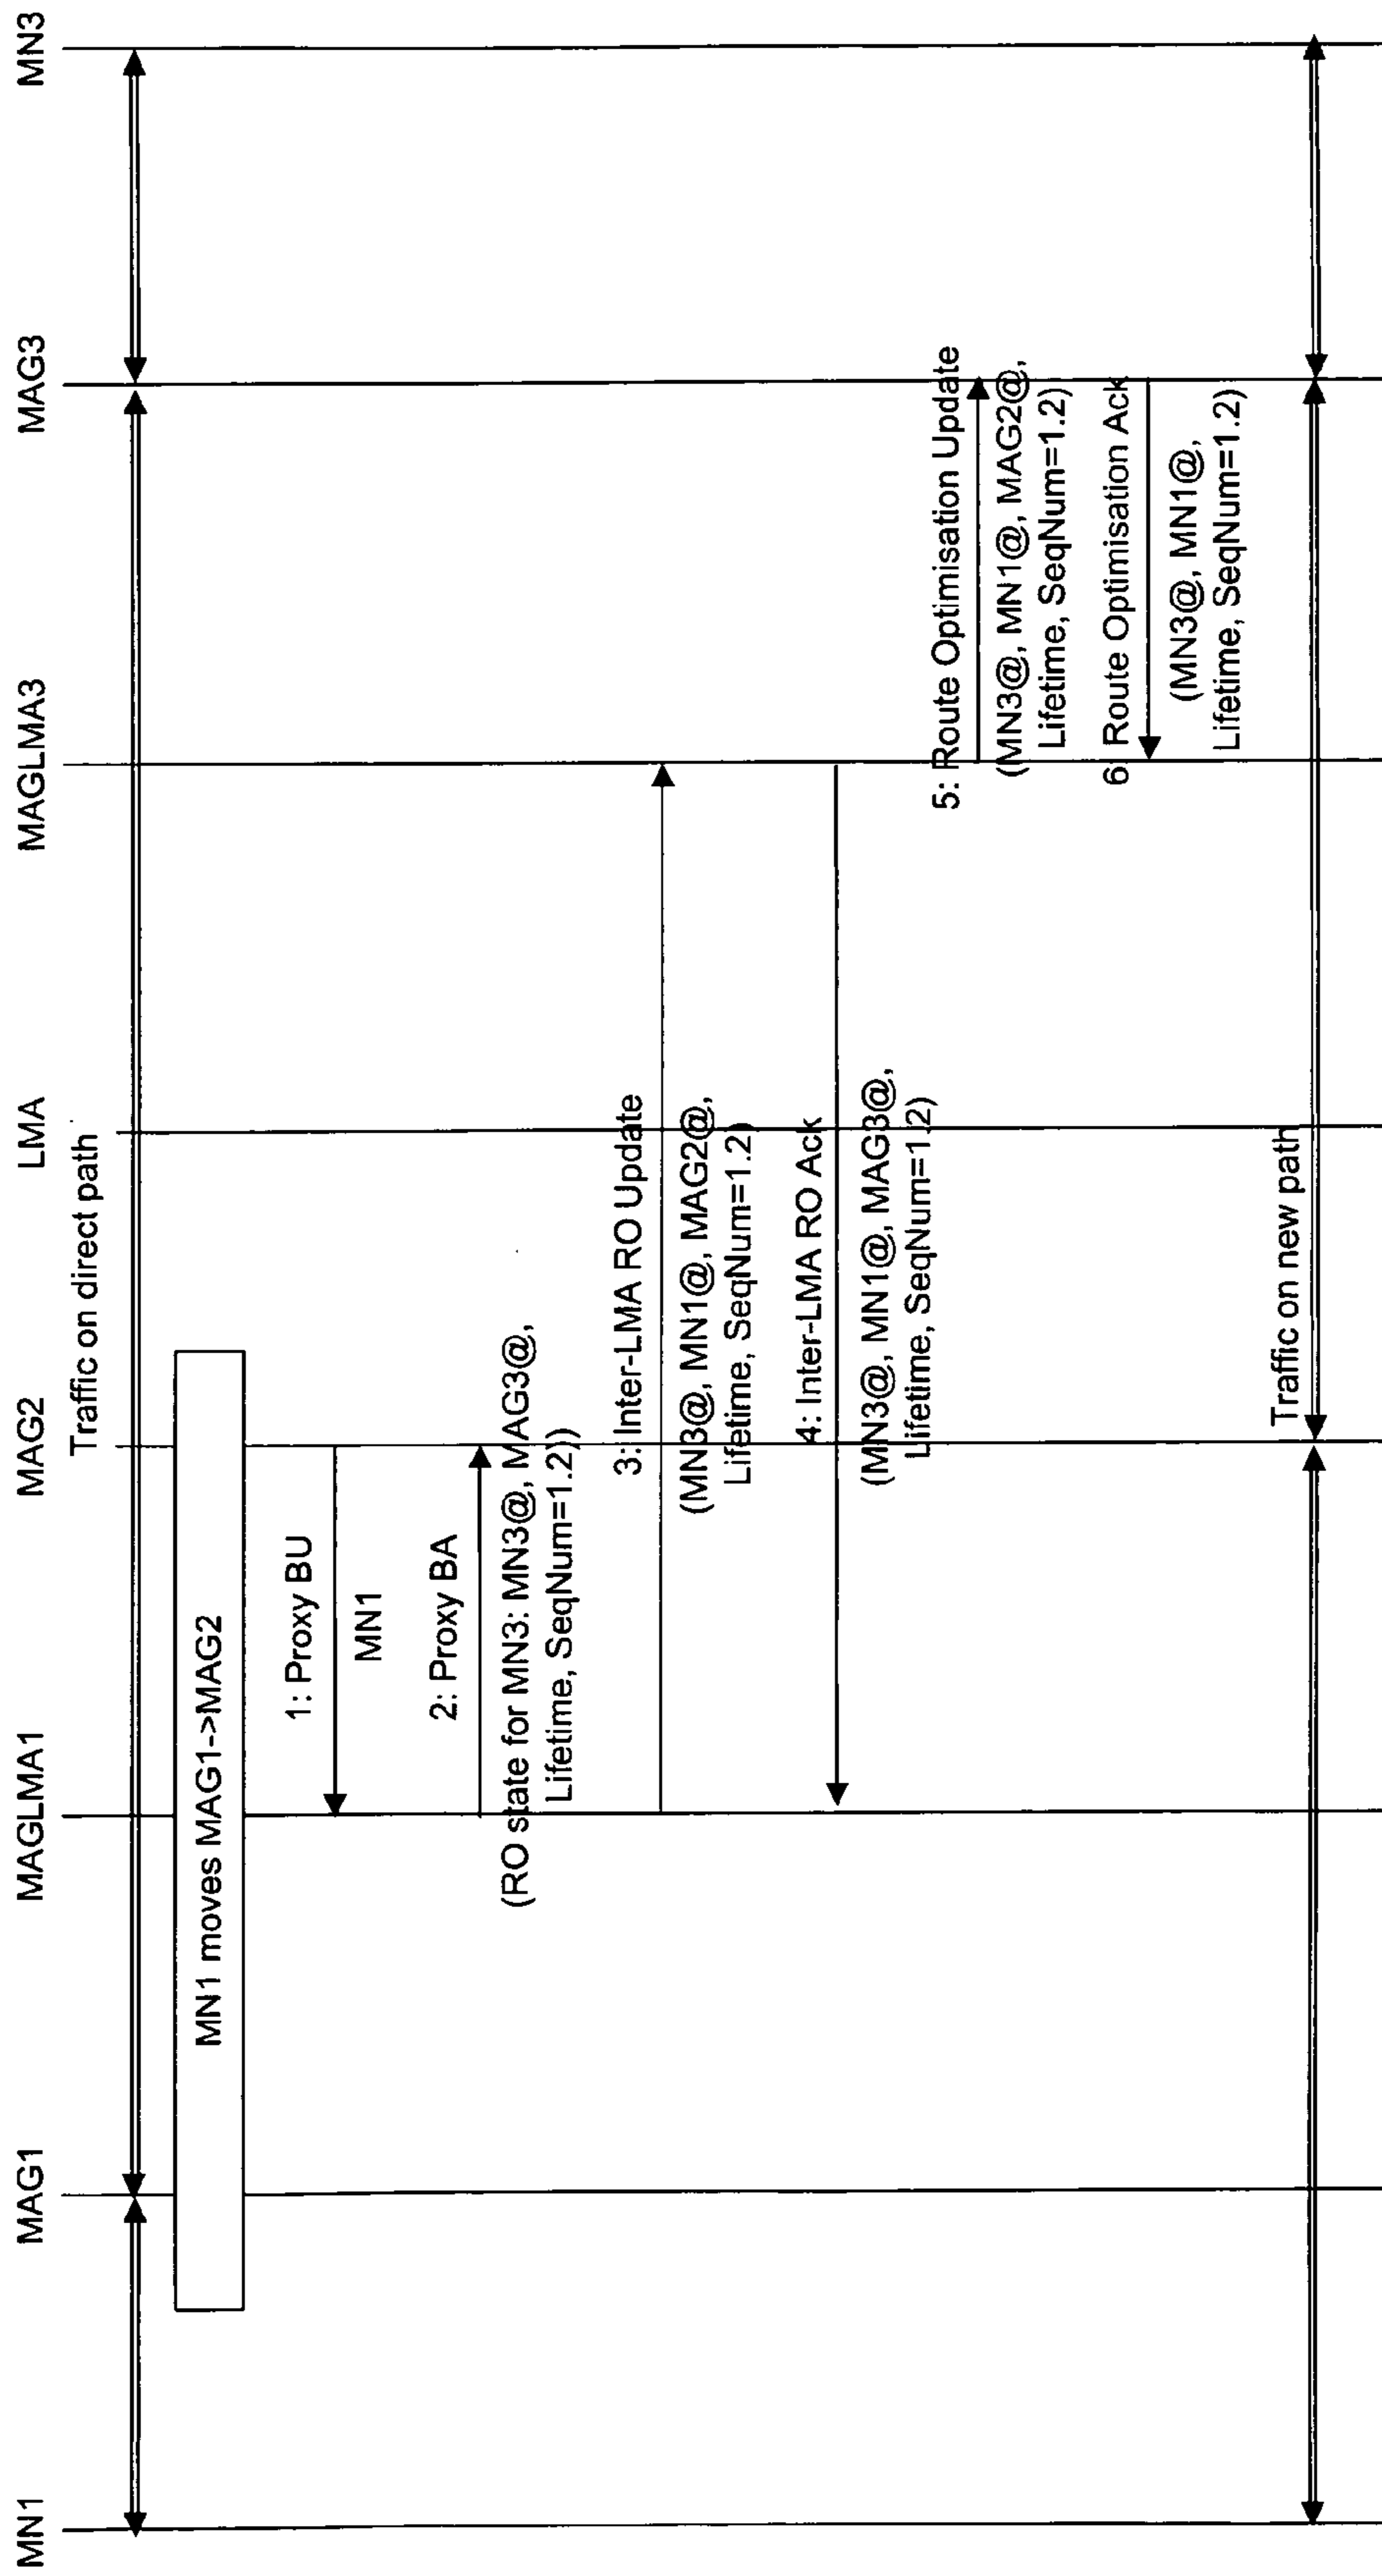 MN1
MAG1
MAGLMA1
MAG2
LMA
MAGLMA3
MAG3
MN3
Traffic on direct path
MN1 moves MAG1->MAG2
1: Proxy BU
MN1
2: Proxy BA
(RO state for MN3: MN3@, MAG3@,
Lifetime, SeqNum=1.2))
3: Inter-LMA RO Update
(MN3@, MN1@, MAG2@,
Lifetime, SeqNum=1.2)
4: Inter-LMA RO Ack
(MN3@, MN1@, MAG3@,
Lifetime, SeqNum=1.2)
5: Route Optimisation Update
(MN3@, MN1@, MAG2@,
Lifetime, SeqNum=1.2)
6: Route Optimisation Ack
(MN3@, MN1@,
Lifetime, SeqNum=1.2)
Traffic on new path